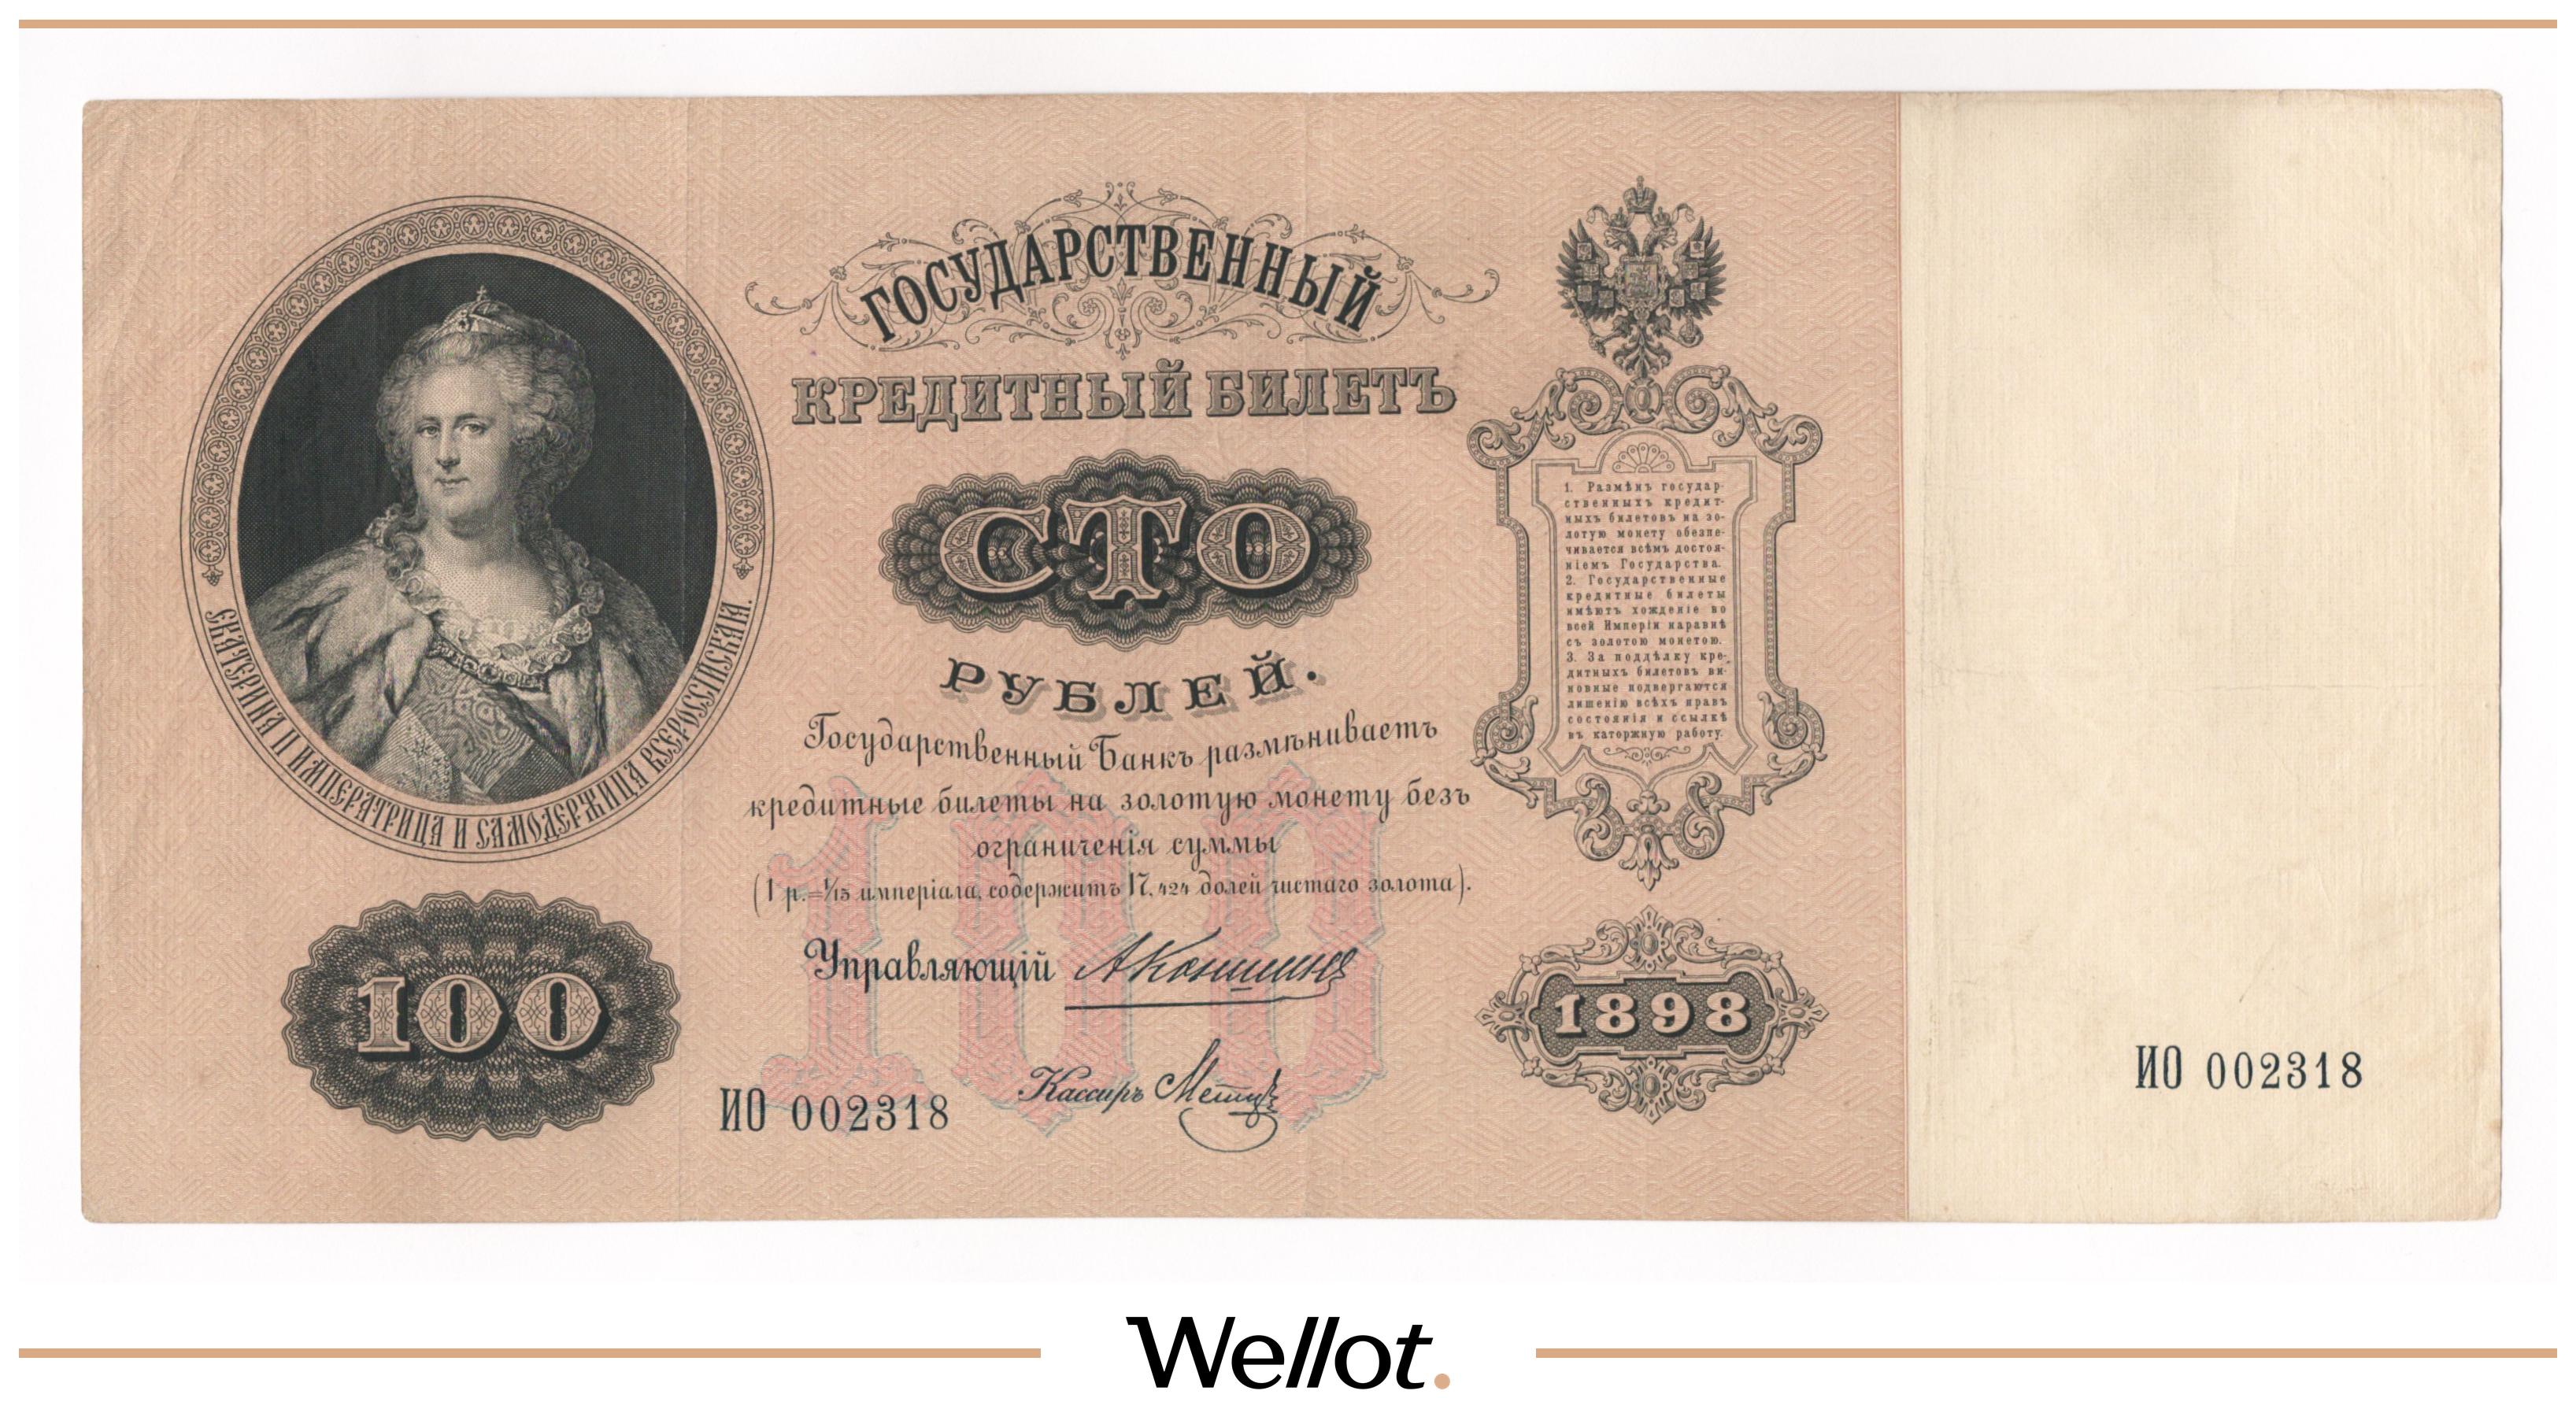 ГОСУДАРСТВЕННЫЙ
КРЕДИТНЫЙ БИЛЕТЪ
СТО
РУБЛЕЙ.
Государственный Банкъ размѣниваетъ
кредитные билеты на золотую монету безъ
ограниченія суммы
(1 р.=1/15 имперіала, содержитъ 17,424 долей чистаго золота).
Управляющій АКоншинъ
Кассиръ
ИО 002318
ЕКАТЕРИНА II ИМПЕРАТРИЦА И САМОДЕРЖИЦА ВСЕРОССІЙСКАЯ.
100
100
1. Размѣнъ государ-
ственныхъ кредит-
ныхъ билетовъ на зо-
лотую монету обезпе-
чивается всѣмъ достоя-
ніемъ Государства.
2. Государственные
кредитные билеты
имѣютъ хожденіе во
всей Имперіи наравнѣ
съ золотою монетою.
3. За поддѣлку кре-
дитныхъ билетовъ ви-
новные подвергаются
лишенію всѣхъ правъ
состоянія и ссылкѣ
въ каторжную работу.
1898
ИО 002318
Wellot.